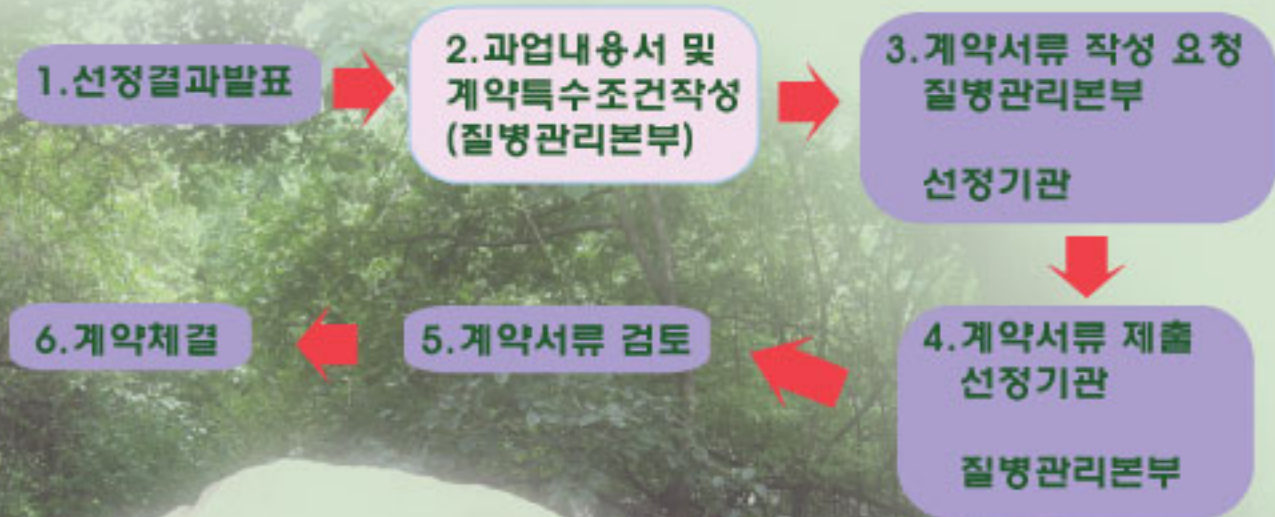 1.선정결과발표
2.과업내용서 및
계약특수조건작성
(질병관리본부)
3.계약서류 작성 요청
질병관리본부
선정기관
4.계약서류 제출
선정기관
질병관리본부
5.계약서류 검토
6.계약체결